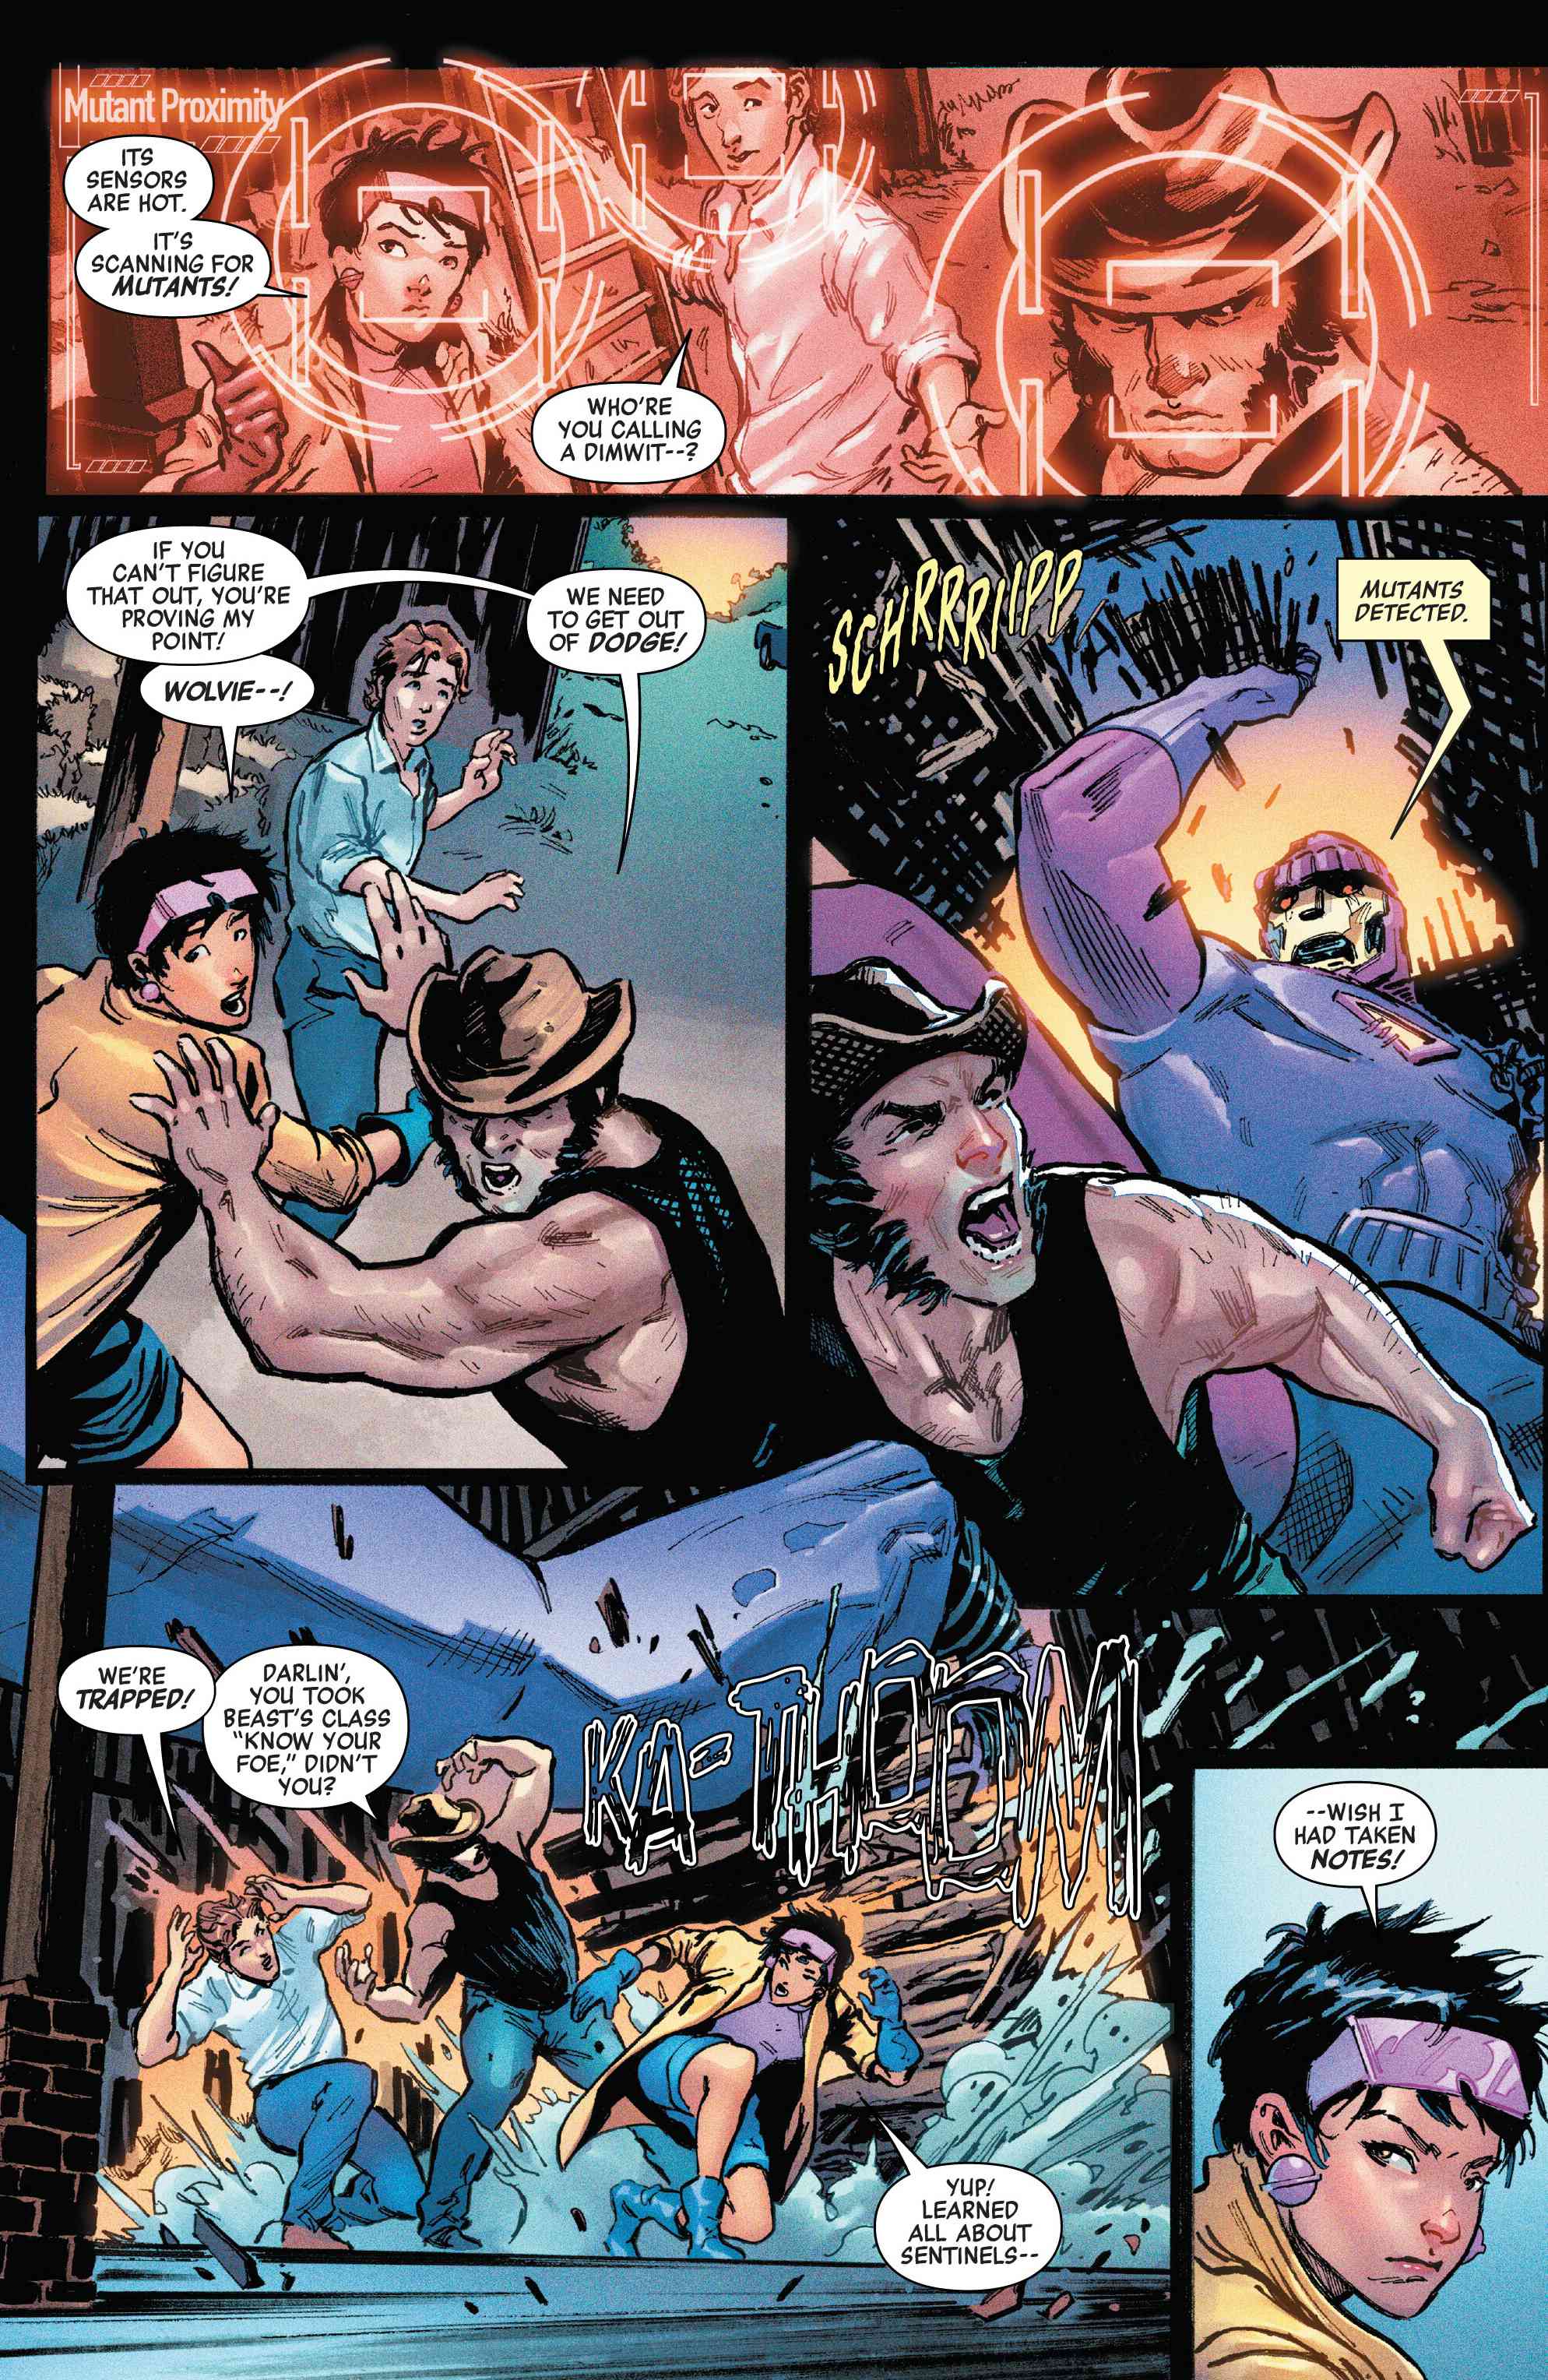 Mutant Proximity
ITS
SENSORS
ARE HOT.
IT'S
SCANNING FOR
MUTANTS!
WHO'RE
YOU CALLING
A DIMWIT--?
IF YOU
CAN'T FIGURE
THAT OUT, YOU'RE
PROVING MY
POINT!
WE NEED
TO GET OUT
OF DODGE!
WOLVIE--!
SCHRRRRIIPP
MUTANTS
DETECTED.
WE'RE
TRAPPED!
DARLIN',
YOU TOOK
BEAST'S CLASS
"KNOW YOUR
FOE," DIDN'T
YOU?
KA-THOOM
YUP!
LEARNED
ALL ABOUT
SENTINELS--
--WISH I
HAD TAKEN
NOTES!